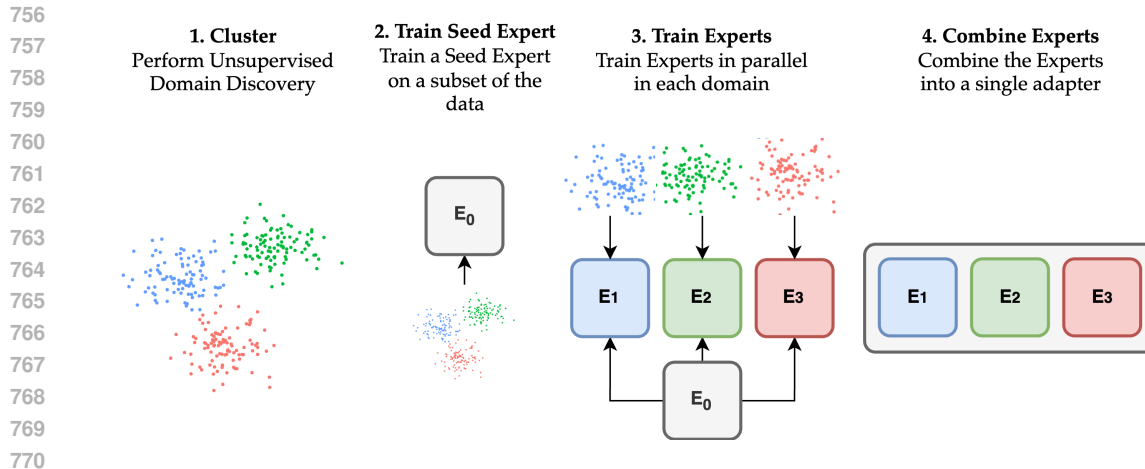 756
757
758
759
760
761
762
763
764
765
766
767
768
769
770
1. Cluster
Perform Unsupervised
Domain Discovery
2. Train Seed Expert
Train a Seed Expert
on a subset of the
data
E0
3. Train Experts
Train Experts in parallel
in each domain
E1
E2
E3
E0
4. Combine Experts
Combine the Experts
into a single adapter
E1
E2
E3